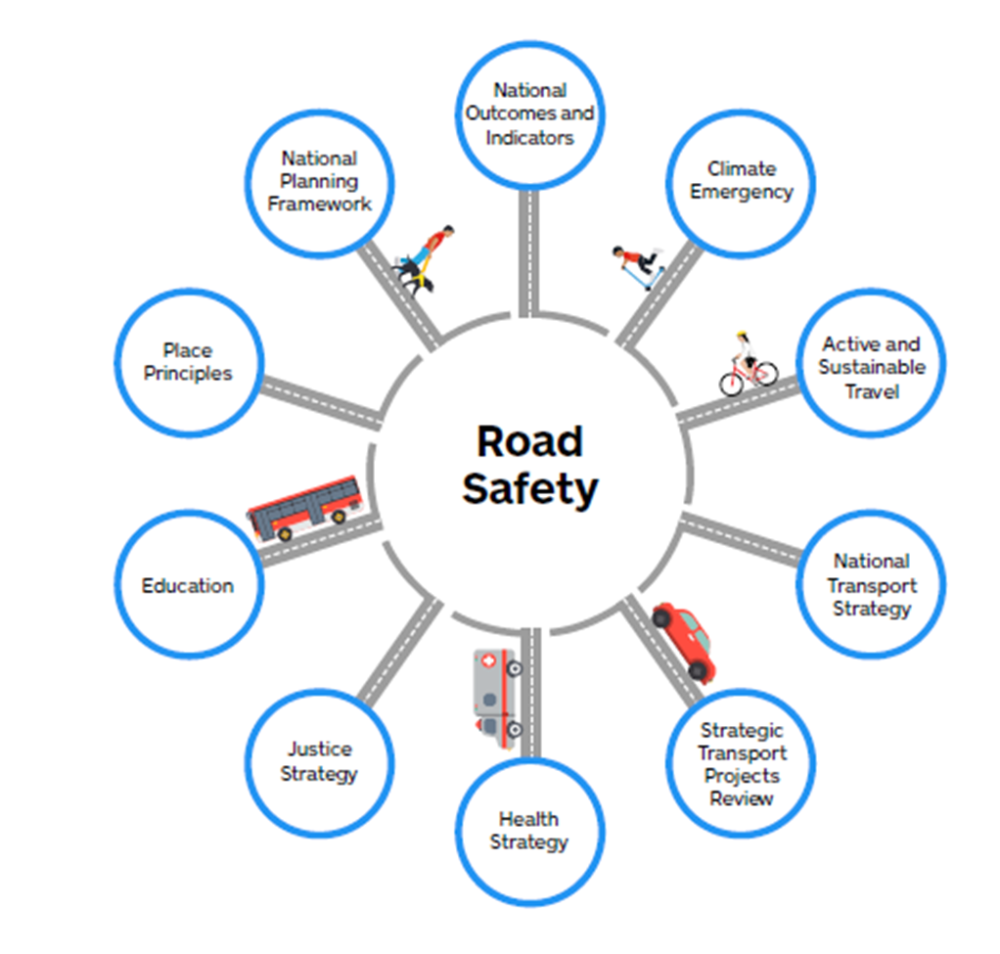 National
Outcomes and
Indicators
Climate
Emergency
Active and
Sustainable
Travel
National
Transport
Strategy
Strategic
Transport
Projects
Review
Health
Strategy
Justice
Strategy
Education
Place
Principles
National
Planning
Framework
Road
Safety